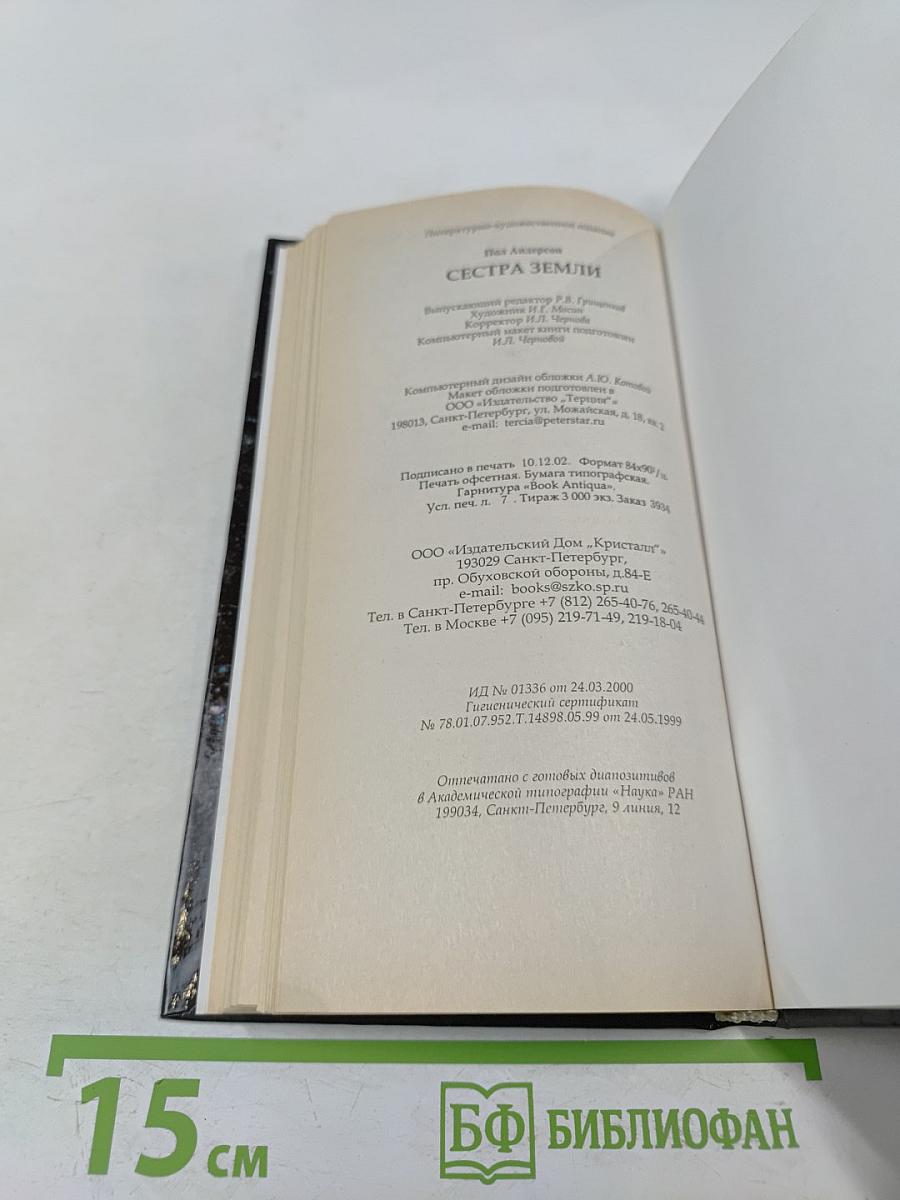 Литературно-художественное издание
Пол Андерсон
СЕСТРА ЗЕМЛИ
Выпускающий редактор Р.В. Грищенков
Художник И.Г. Мосин
Корректор И.Л. Чернова
Компьютерный макет книги подготовлен
И.Л. Черновой
Компьютерный дизайн обложки А.Ю. Котовой
Макет обложки подготовлен в
ООО «Издательство „Терция“»
198013, Санкт-Петербург, ул. Можайская, д. 18, кв. 2
e-mail: tercia@peterstar.ru
Подписано в печать 10.12.02. Формат 84х90¹/₃₂
Печать офсетная. Бумага типографская.
Гарнитура «Book Antiqua».
Усл. печ. л. 7 . Тираж 3 000 экз. Заказ 3934
ООО «Издательский Дом „Кристалл“»
193029 Санкт-Петербург,
пр. Обуховской обороны, д.84-Е
e-mail: books@szko.sp.ru
Тел. в Санкт-Петербурге +7 (812) 265-40-76, 265-40-44
Тел. в Москве +7 (095) 219-71-49, 219-18-04
ИД № 01336 от 24.03.2000
Гигиенический сертификат
№ 78.01.07.952.Т.14898.05.99 от 24.05.1999
Отпечатано с готовых диапозитивов
в Академической типографии «Наука» РАН
199034, Санкт-Петербург, 9 линия, 12
15 см
БФ БИБЛИОФАН